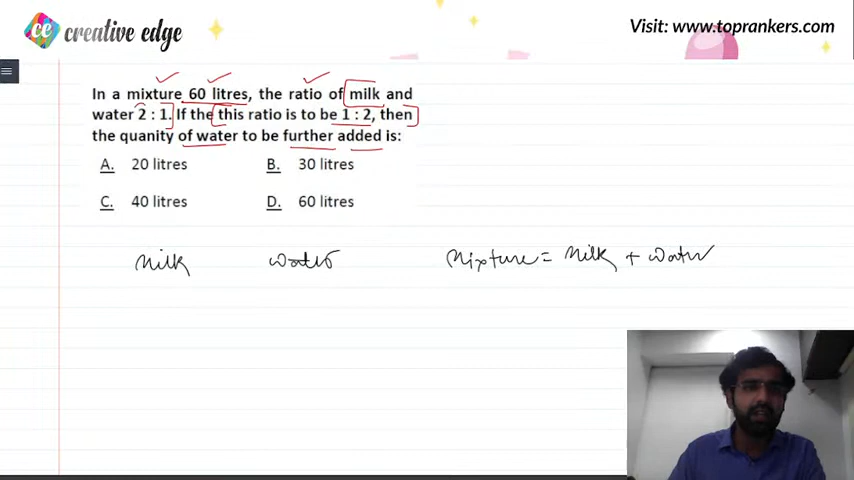 creative edge
Visit: www.toprankers.com
In a mixture 60 litres, the ratio of milk and
water 2 : 1. If the this ratio is to be 1 : 2, then
the quanity of water to be further added is:
A. 20 litres B. 30 litres
C. 40 litres D. 60 litres
Milk water Mixture = Milk + water